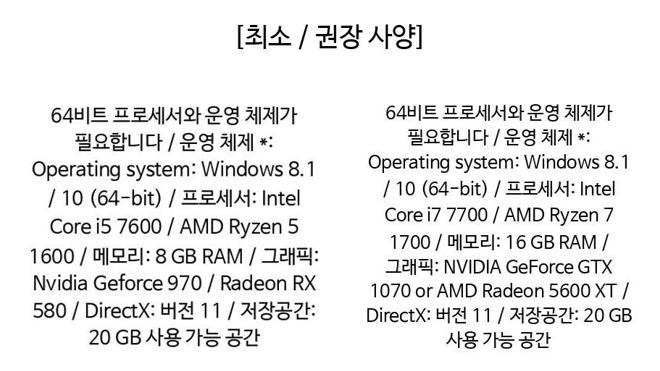 [최소 / 권장 사양]
64비트 프로세서와 운영 체제가
필요합니다 / 운영 체제 *:
Operating system: Windows 8.1
/ 10 (64-bit) / 프로세서: Intel
Core i5 7600 / AMD Ryzen 5
1600 / 메모리: 8 GB RAM / 그래픽:
Nvidia Geforce 970 / Radeon RX
580 / DirectX: 버전 11 / 저장공간:
20 GB 사용 가능 공간
64비트 프로세서와 운영 체제가
필요합니다 / 운영 체제 *:
Operating system: Windows 8.1
/ 10 (64-bit) / 프로세서: Intel
Core i7 7700 / AMD Ryzen 7
1700 / 메모리: 16 GB RAM /
그래픽: NVIDIA GeForce GTX
1070 or AMD Radeon 5600 XT /
DirectX: 버전 11 / 저장공간: 20 GB
사용 가능 공간